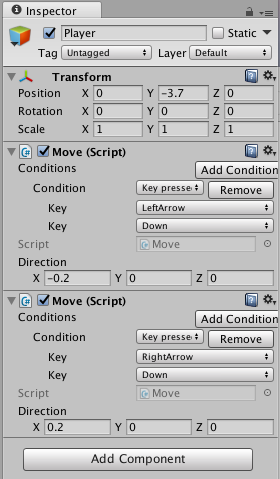 Inspector
Player
Static
Tag Untagged Layer Default
Transform
Position X 0 Y -3.7 Z 0
Rotation X 0 Y 0 Z 0
Scale X 1 Y 1 Z 1
C# Move (Script)
Conditions Add Condition
Condition Key presse Remove
Key LeftArrow
Key Down
Script C# Move
Direction
X -0.2 Y 0 Z 0
C# Move (Script)
Conditions Add Condition
Condition Key presse Remove
Key RightArrow
Key Down
Script C# Move
Direction
X 0.2 Y 0 Z 0
Add Component